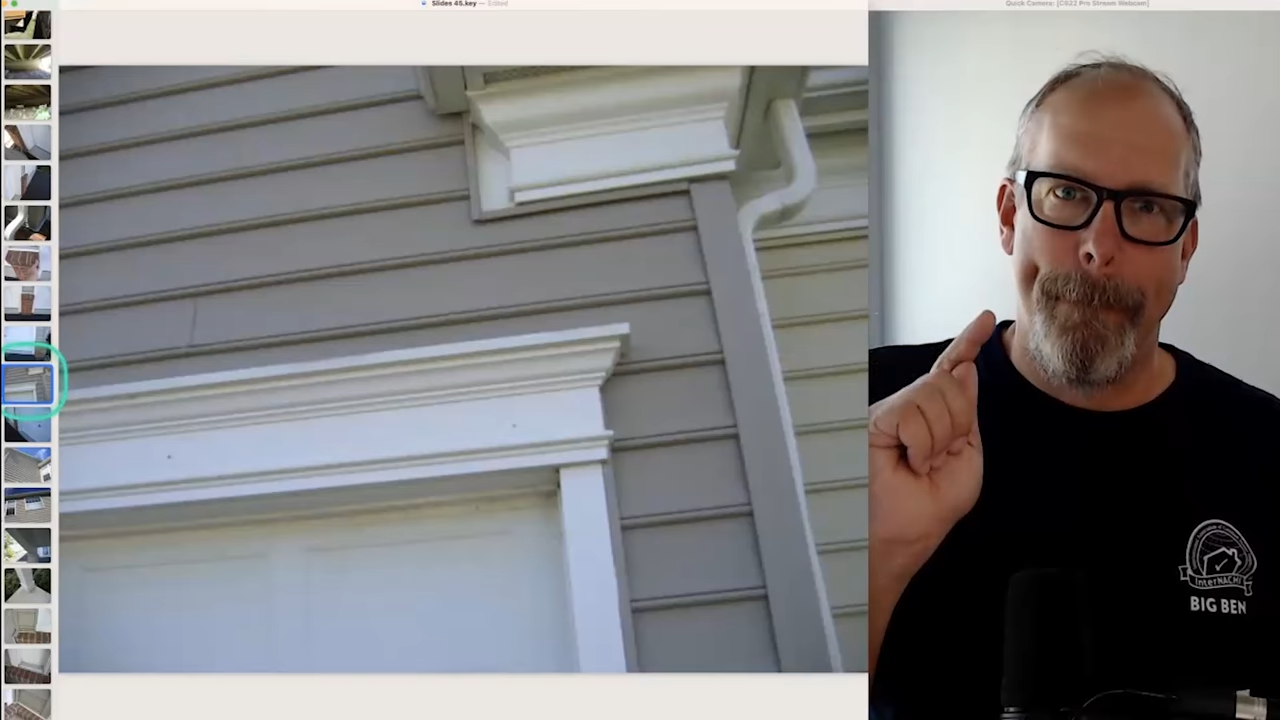 Slides 45.key — Edited
Quick Camera: [C922 Pro Stream Webcam]
InterNACHI
BIG BEN